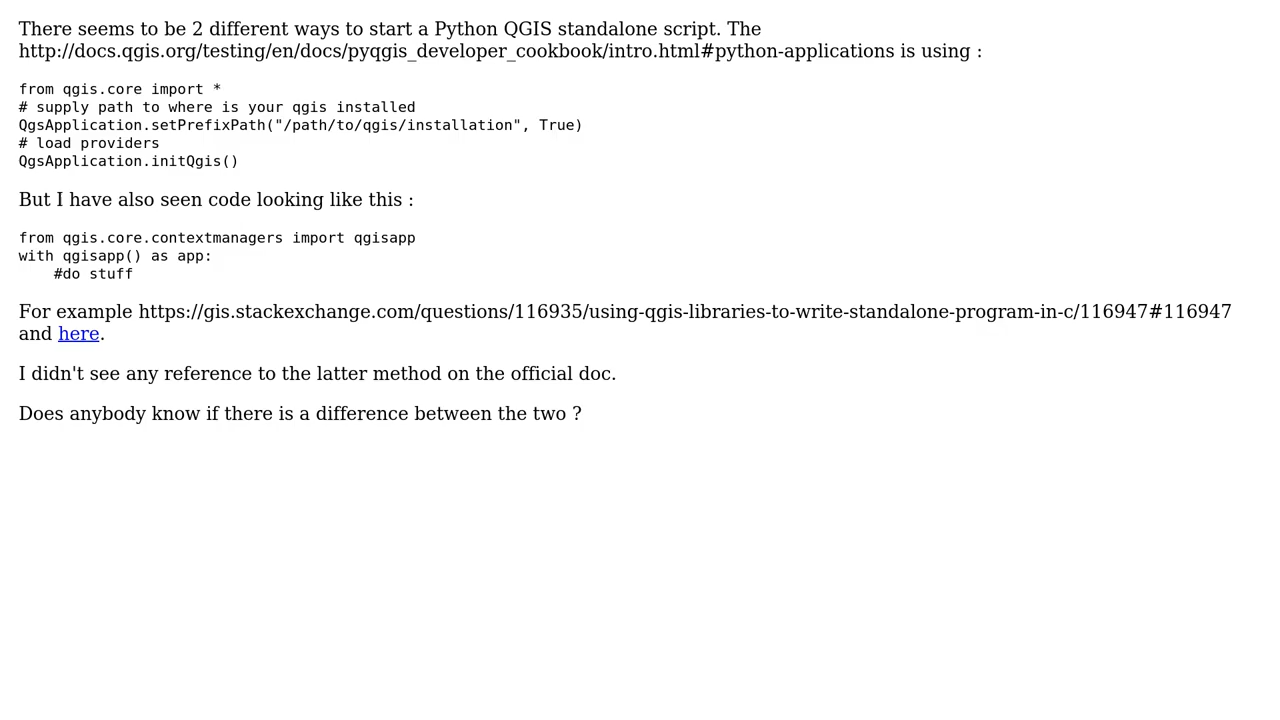 There seems to be 2 different ways to start a Python QGIS standalone script. The
http://docs.qgis.org/testing/en/docs/pyqgis_developer_cookbook/intro.html#python-applications is using :
from qgis.core import *
# supply path to where is your qgis installed
QgsApplication.setPrefixPath("/path/to/qgis/installation", True)
# load providers
QgsApplication.initQgis()
But I have also seen code looking like this :
from qgis.core.contextmanagers import qgisapp
with qgisapp() as app:
    #do stuff
For example https://gis.stackexchange.com/questions/116935/using-qgis-libraries-to-write-standalone-program-in-c/116947#116947
and here.
I didn't see any reference to the latter method on the official doc.
Does anybody know if there is a difference between the two ?